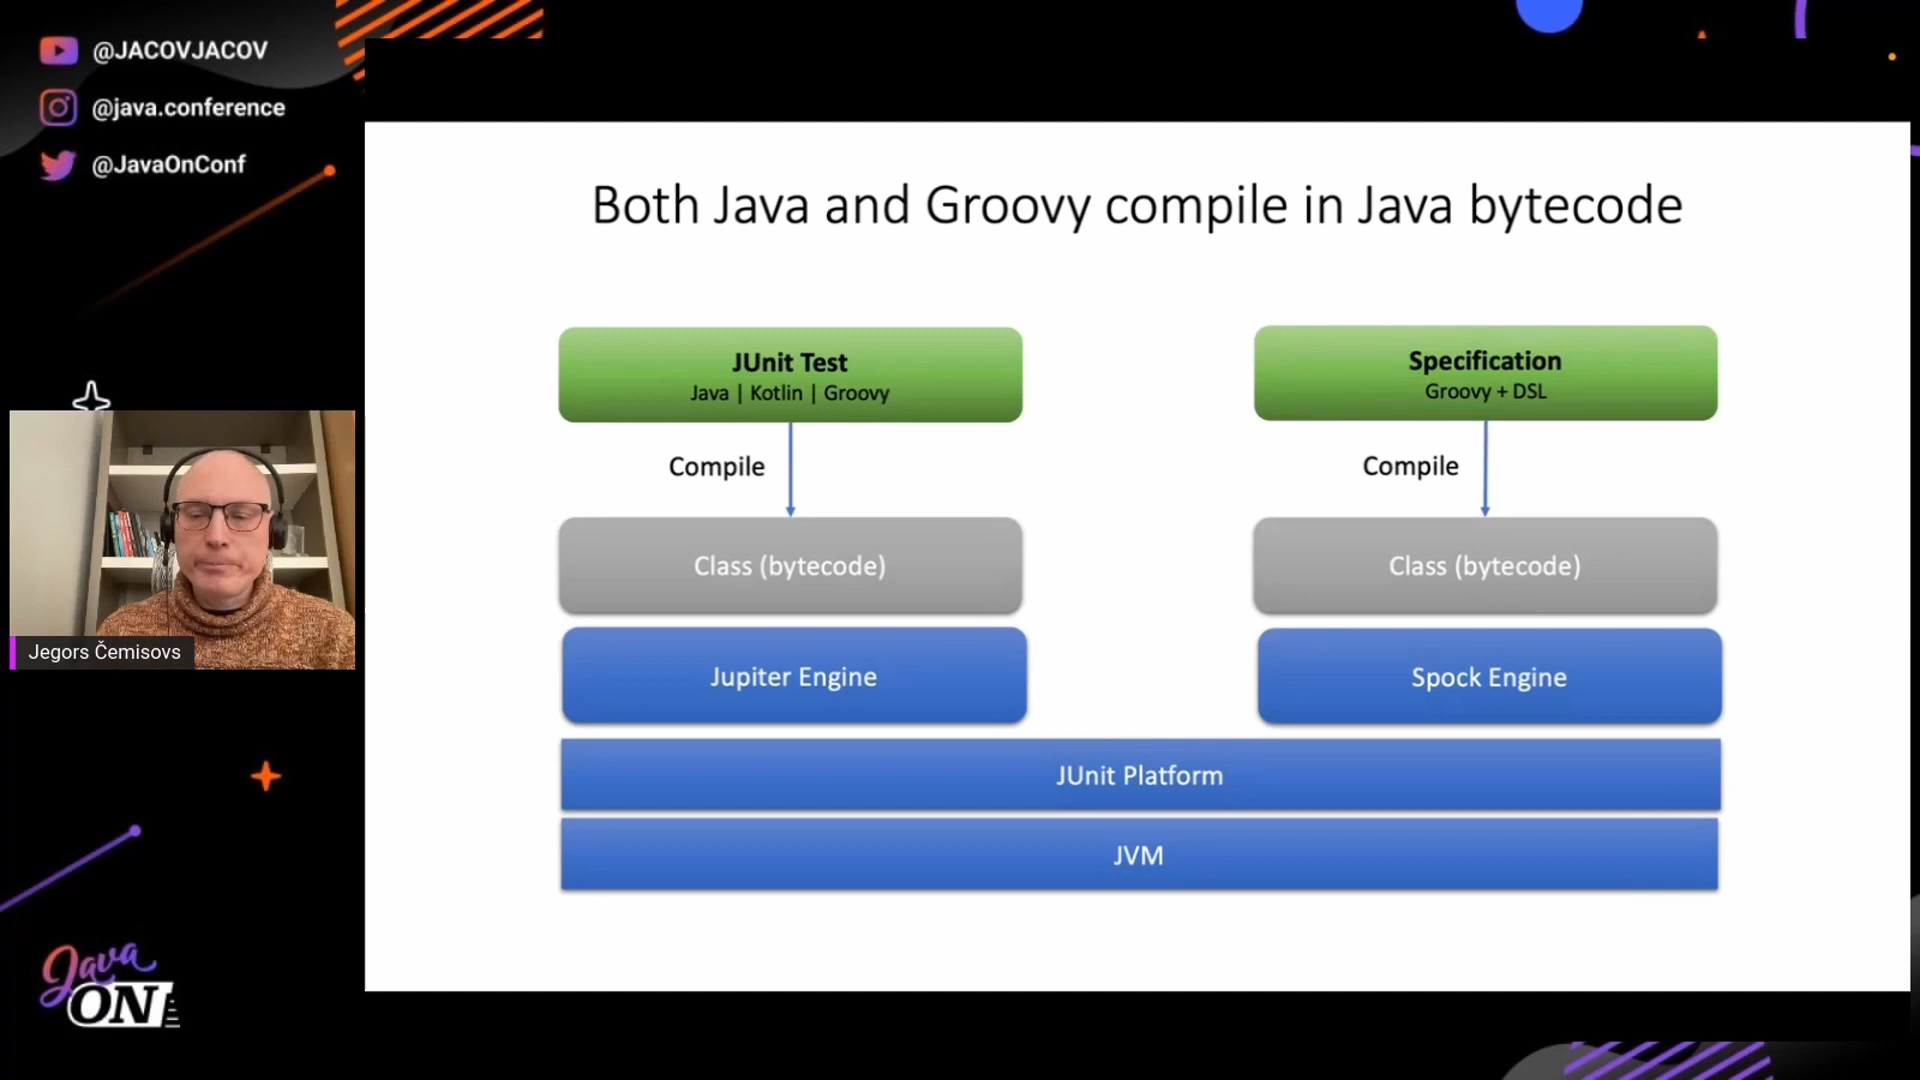 @JACOVJACOV
@java.conference
@JavaOnConf
Both Java and Groovy compile in Java bytecode
JUnit Test
Java | Kotlin | Groovy
Specification
Groovy + DSL
Compile
Compile
Class (bytecode)
Class (bytecode)
Jupiter Engine
Spock Engine
JUnit Platform
JVM
Jegors Čemisovs
Java
ON